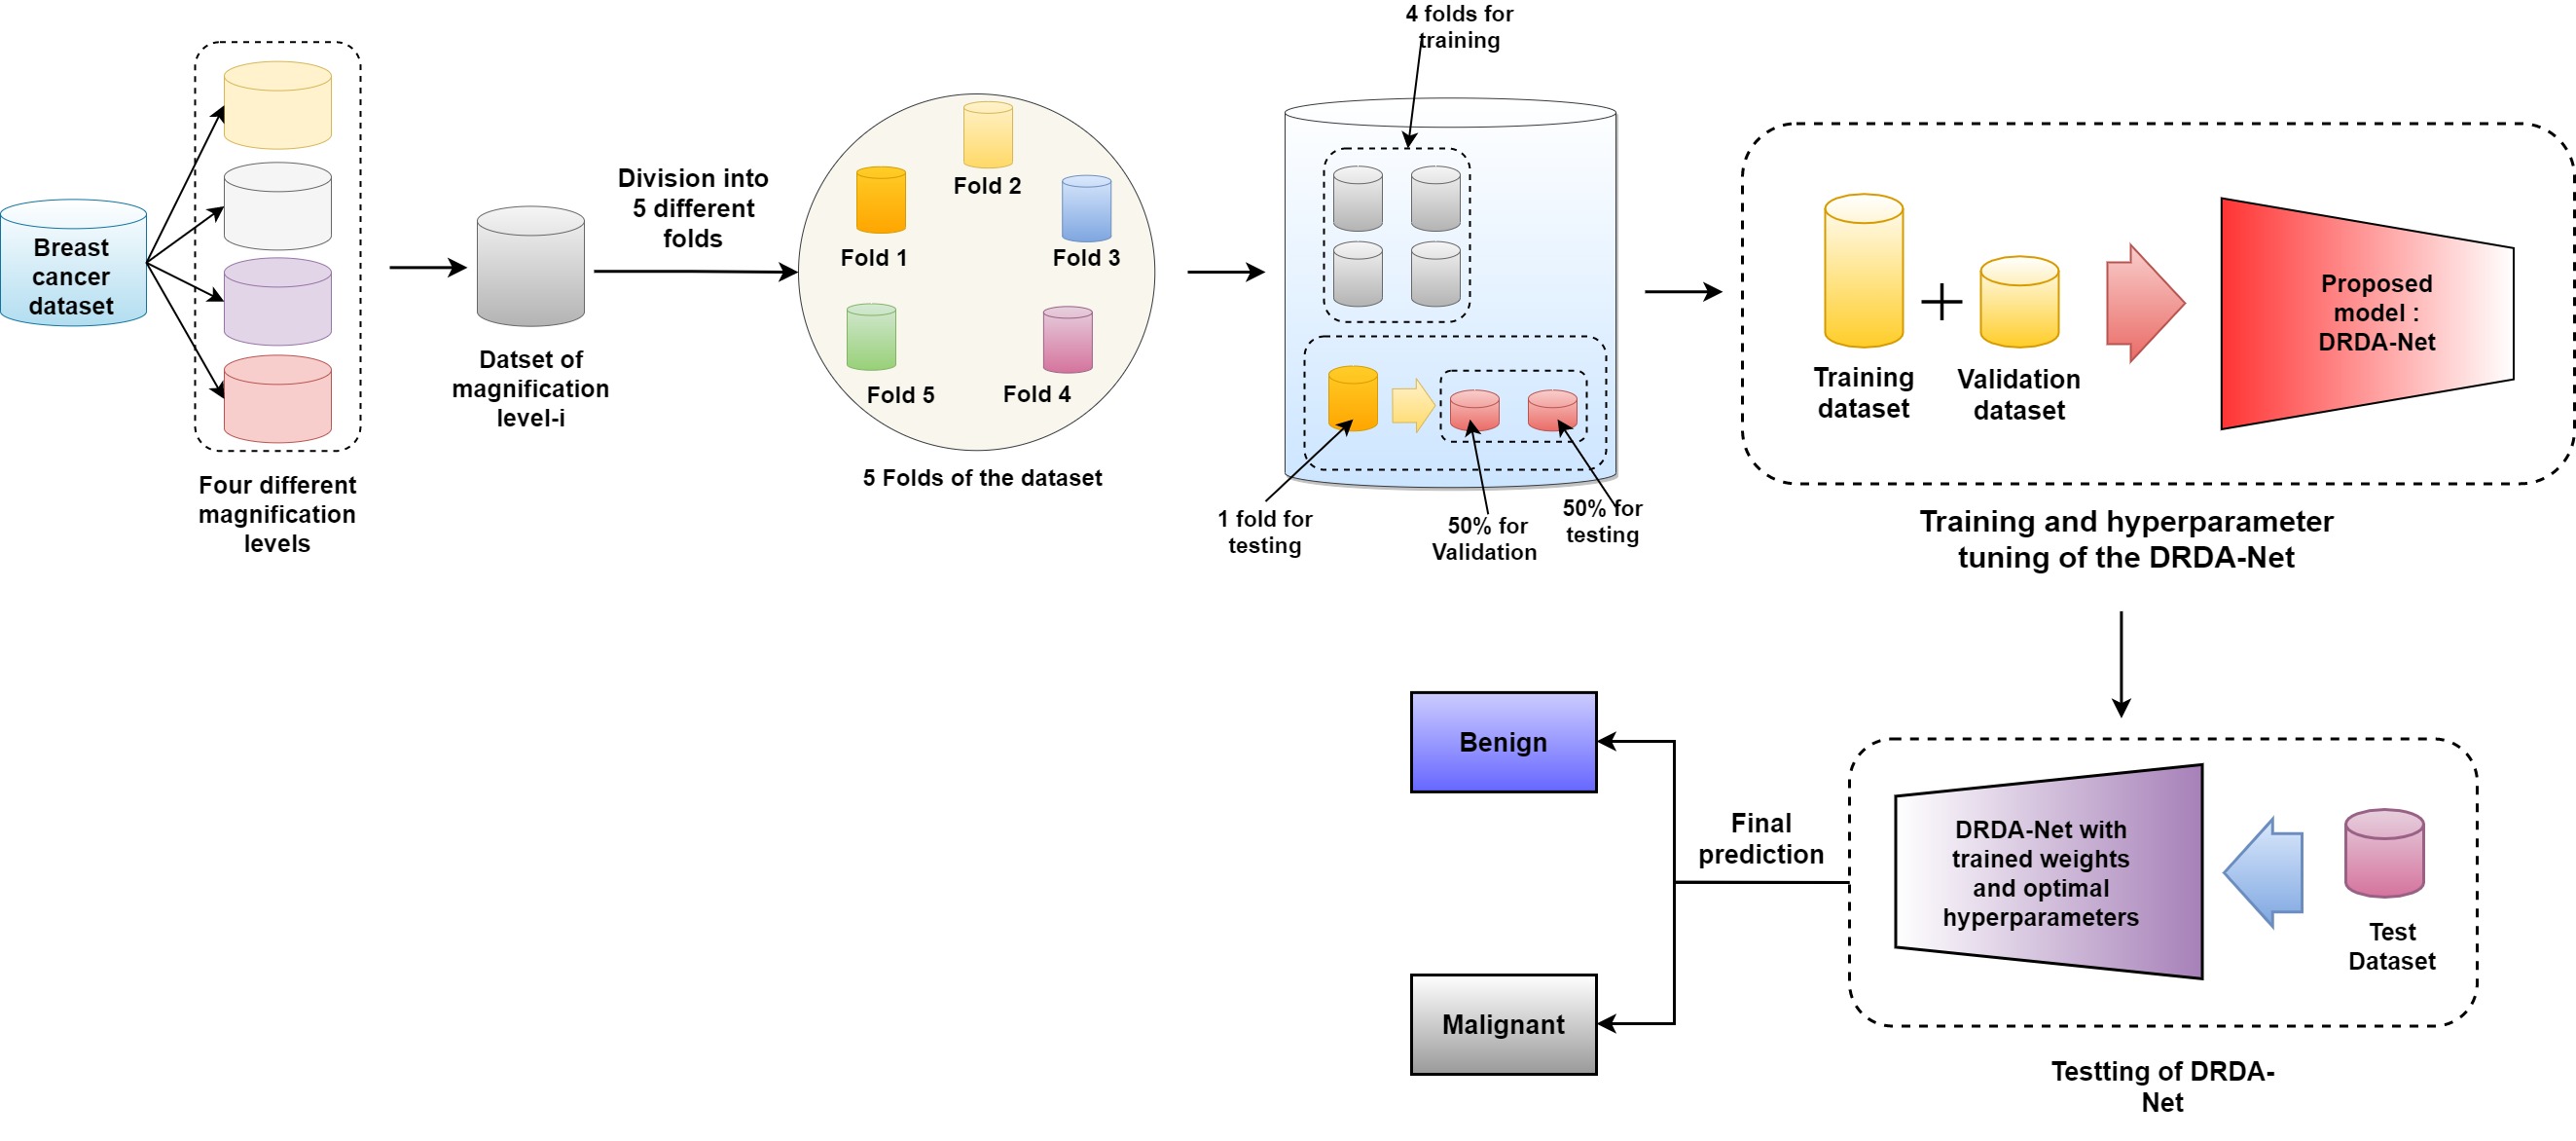 Breast
cancer
dataset
Four different
magnification
levels
Datset of
magnification
level-i
Division into
5 different
folds
Fold 1
Fold 2
Fold 3
Fold 4
Fold 5
5 Folds of the dataset
4 folds for
training
1 fold for
testing
50% for
Validation
50% for
testing
Training
dataset
Validation
dataset
Proposed
model :
DRDA-Net
Training and hyperparameter
tuning of the DRDA-Net
DRDA-Net with
trained weights
and optimal
hyperparameters
Test
Dataset
Testting of DRDA-
Net
Final
prediction
Benign
Malignant